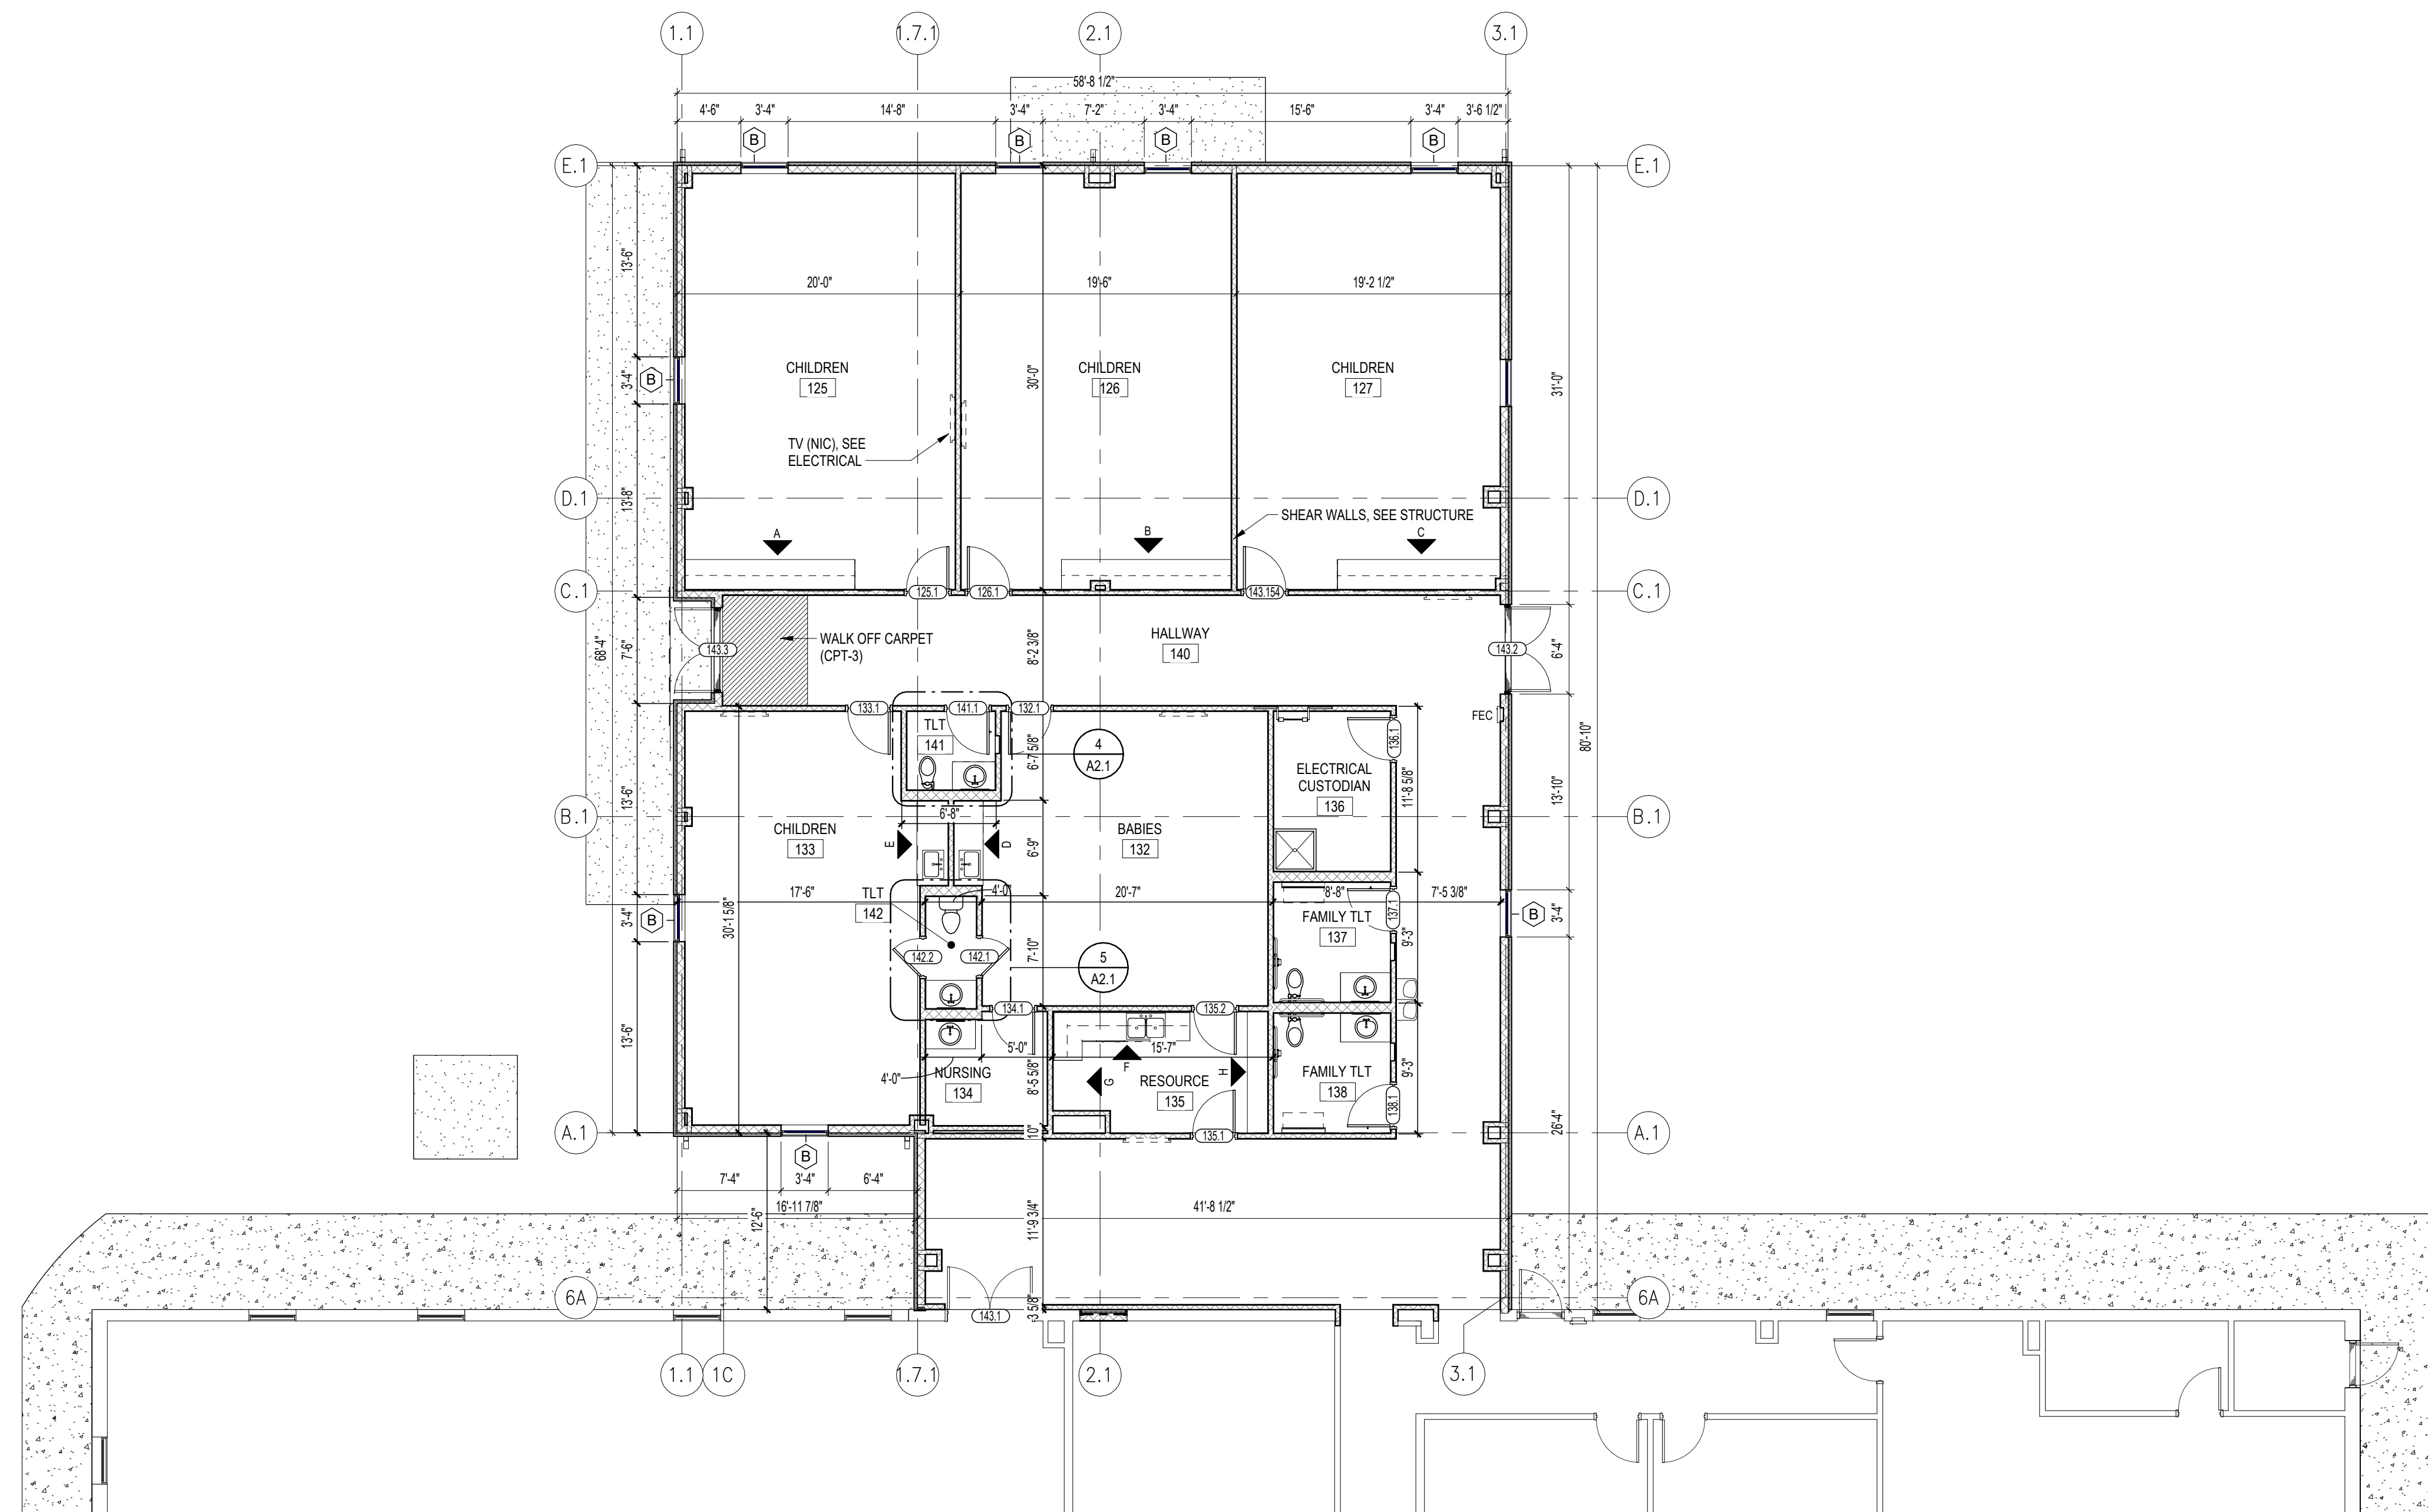 1.1
1.7.1
2.1
3.1
58'-8 1/2"
4'-6"
3'-4"
14'-8"
3'-4"
7'-2"
3'-4"
15'-6"
3'-4"
3'-6 1/2"
B
B
B
B
E.1
E.1
13'-6"
20'-0"
19'-6"
19'-2 1/2"
CHILDREN
125
CHILDREN
126
CHILDREN
127
B
3'-4"
30'-0"
31'-0"
TV (NIC), SEE
ELECTRICAL
D.1
13'-8"
D.1
SHEAR WALLS, SEE STRUCTURE
A
B
C
C.1
125.1
126.1
143.154
C.1
68'-4"
7'-6"
143.3
WALK OFF CARPET
(CPT-3)
8'-2 3/8"
HALLWAY
140
143.2
6'-4"
133.1
141.1
132.1
FEC
TLT
141
6'-7 5/8"
4
A2.1
136.1
80'-10"
ELECTRICAL
CUSTODIAN
136
11'-8 5/8"
13'-10"
13'-6"
B.1
6'-8"
B.1
CHILDREN
133
BABIES
132
E
D
6'-9"
17'-6"
TLT
142
4'-0"
20'-7"
8'-8"
7'-5 3/8"
B
3'-4"
30'-1 5/8"
137.1
B
3'-4"
FAMILY TLT
137
9'-3"
142.2
142.1
7'-10"
5
A2.1
134.1
135.2
13'-6"
5'-0"
15'-7"
4'-0"
NURSING
134
8'-5 5/8"
F
G
H
RESOURCE
135
FAMILY TLT
138
9'-3"
138.1
A.1
10"
135.1
26'-4"
A.1
B
7'-4"
3'-4"
6'-4"
16'-11 7/8"
12'-6"
11'-9 3/4"
41'-8 1/2"
6A
143.1
3 5/8"
6A
1.1
1C
1.7.1
2.1
3.1